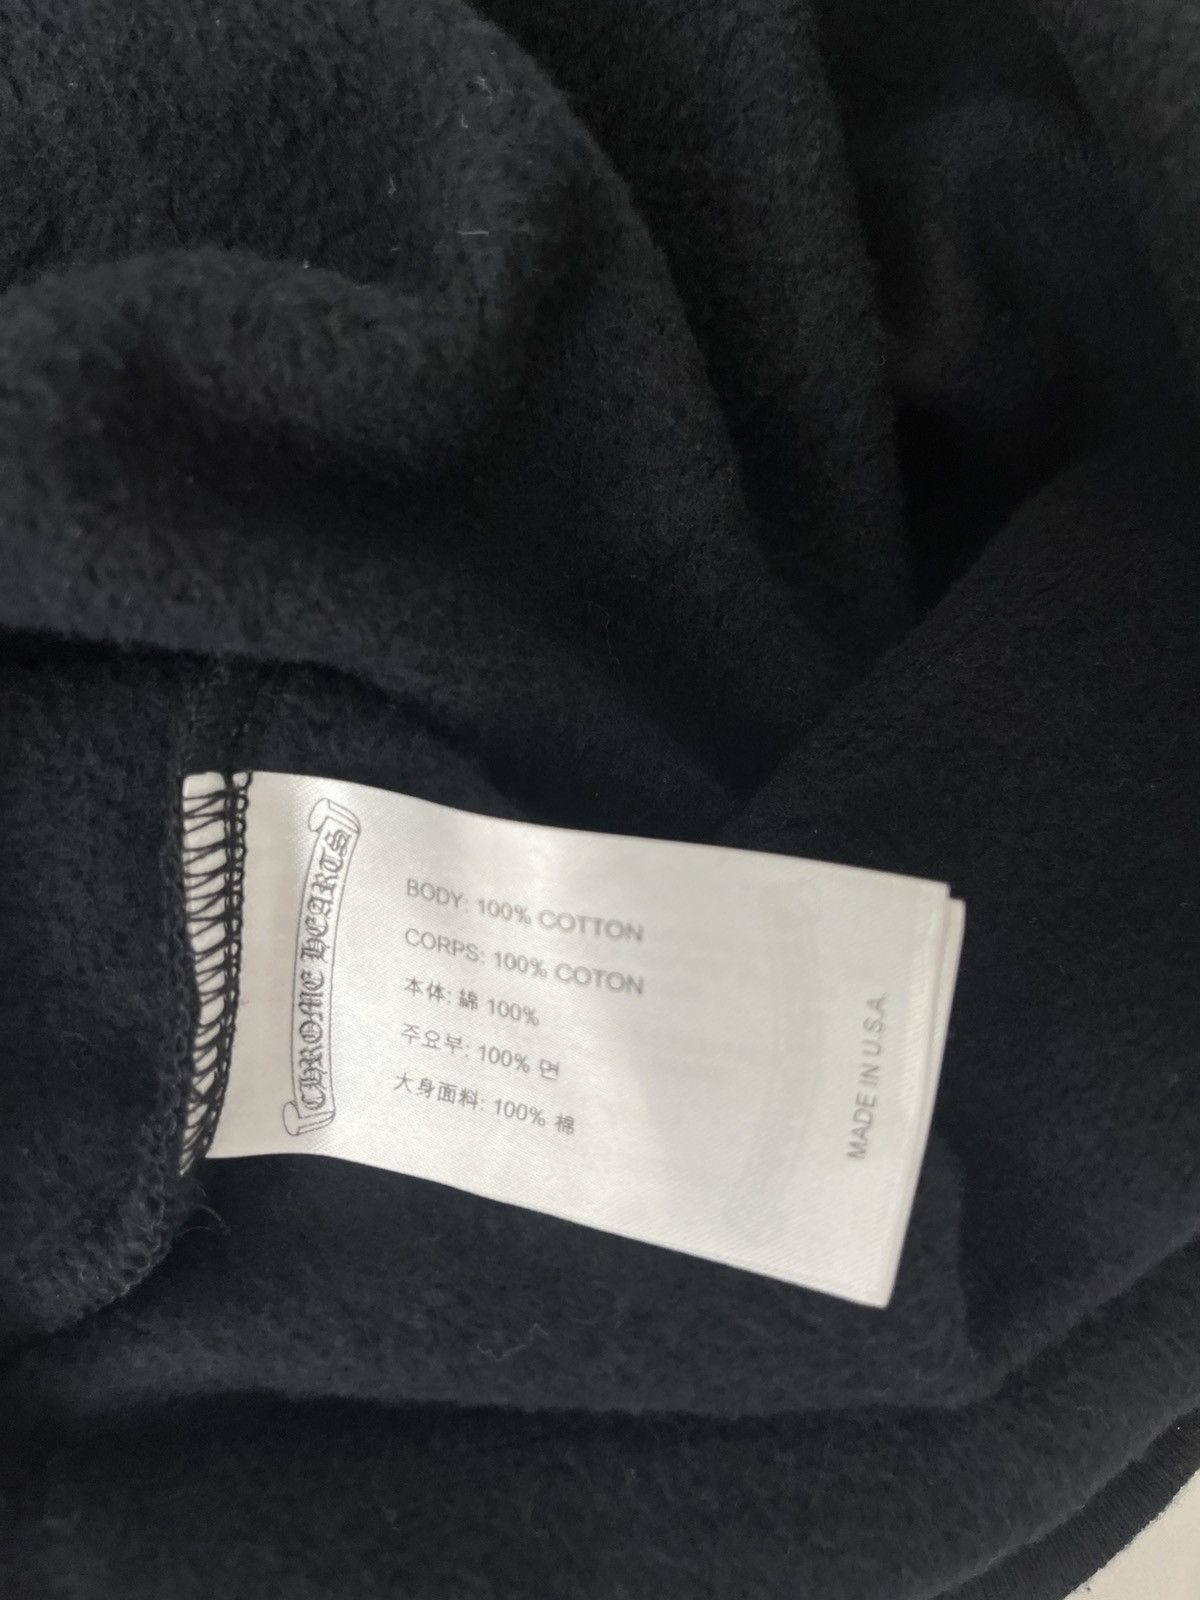 CHROME HEARTS
BODY: 100% COTTON
CORPS: 100% COTON
本体: 綿 100%
주요부: 100% 면
大身面料: 100% 棉
MADE IN U.S.A.